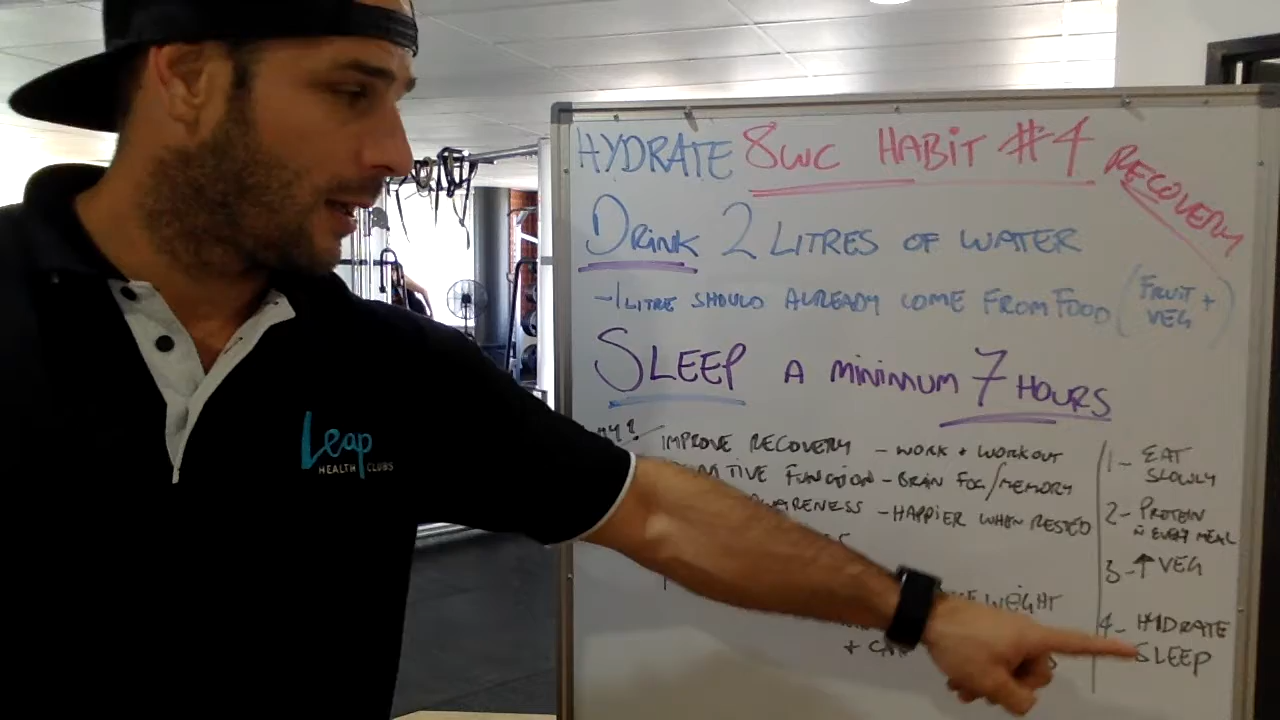 HYDRATE 8WC HABIT #4 RECOVERY
DRINK 2 LITRES OF WATER
-1 LITRE SHOULD ALREADY COME FROM FOOD (FRUIT + VEG)
SLEEP A MINIMUM 7 HOURS
IMPROVE RECOVERY - WORK + WORKOUT
FUNCTION - BRAIN FOG/MEMORY
- HAPPIER WHEN RESTED
WEIGHT
+
1- EAT SLOWLY
2- PROTEIN IN EVERY MEAL
3- ↑ VEG
4- HYDRATE
SLEEP
Leap
HEALTH CLUBS